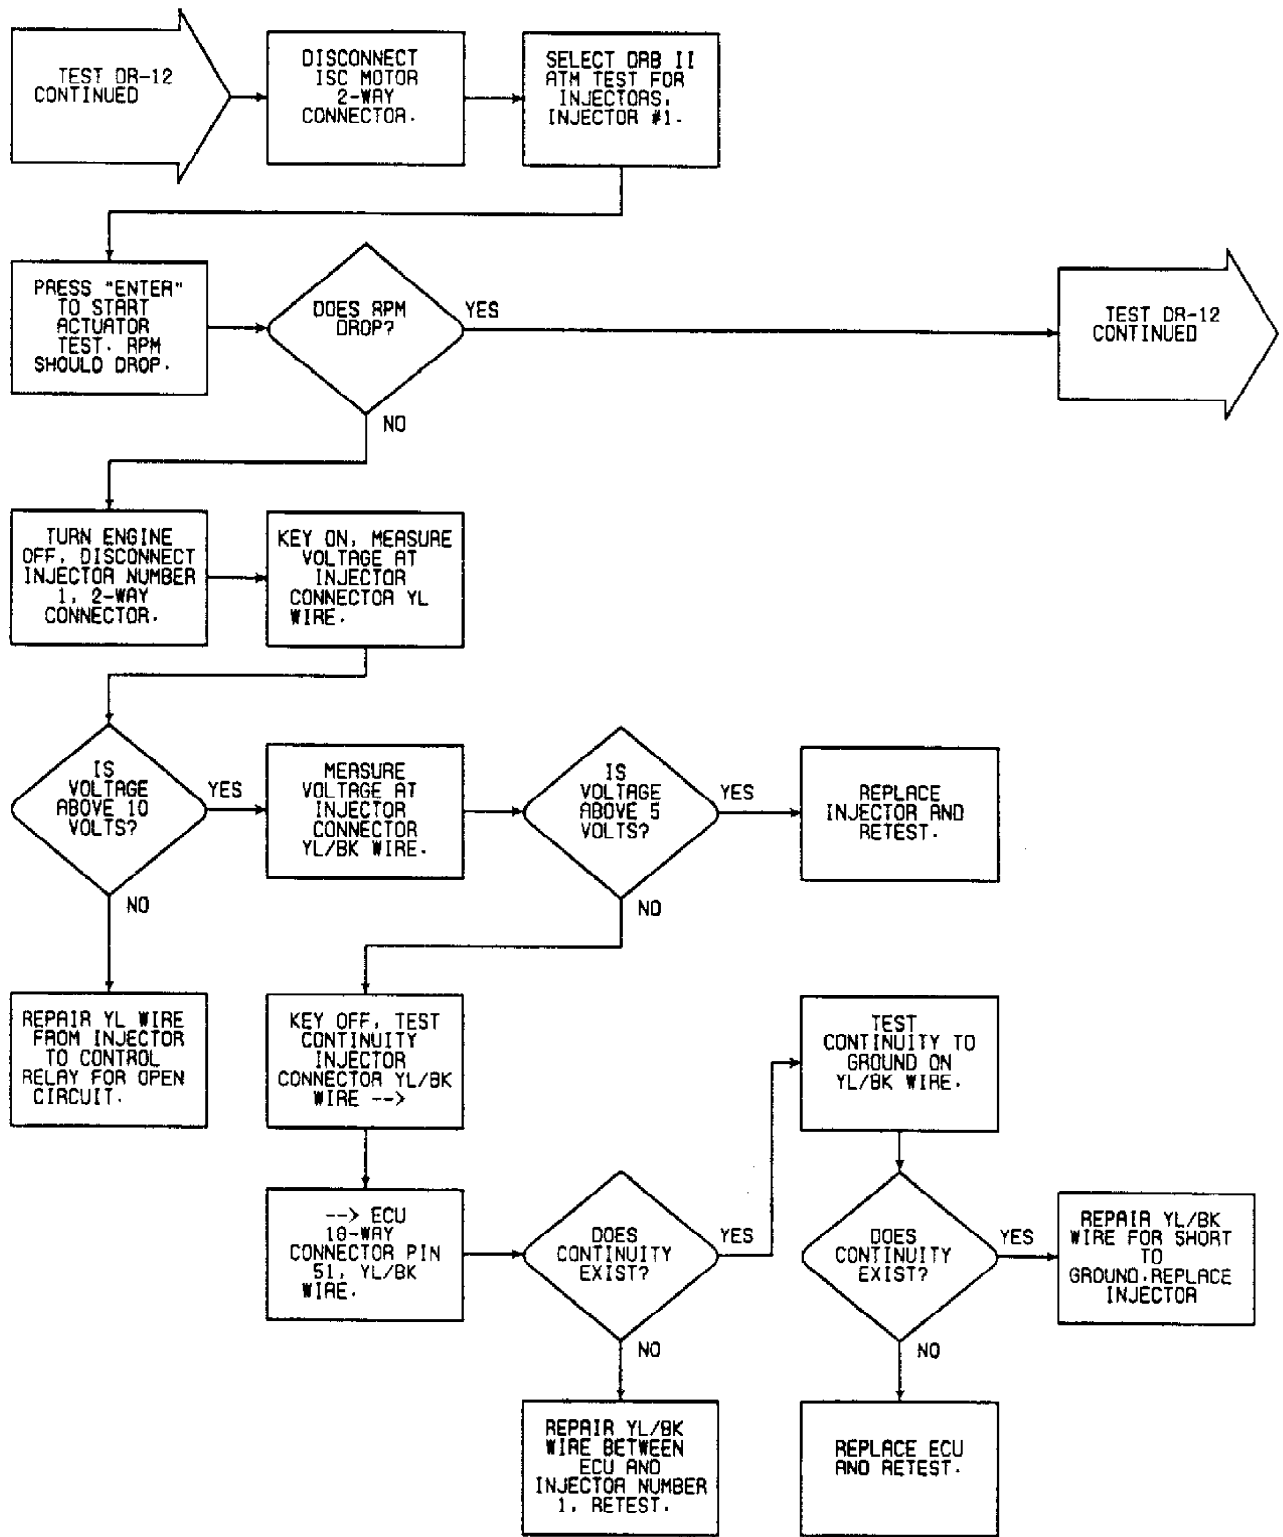 TEST DR-12
CONTINUED
DISCONNECT
ISC MOTOR
2-WAY
CONNECTOR.
SELECT DRB II
ATM TEST FOR
INJECTORS,
INJECTOR #1.
PRESS "ENTER"
TO START
ACTUATOR
TEST. RPM
SHOULD DROP.
DOES RPM
DROP?
YES
NO
TEST DR-12
CONTINUED
TURN ENGINE
OFF, DISCONNECT
INJECTOR NUMBER
1, 2-WAY
CONNECTOR.
KEY ON, MEASURE
VOLTAGE AT
INJECTOR
CONNECTOR YL
WIRE.
IS
VOLTAGE
ABOVE 10
VOLTS?
YES
NO
MEASURE
VOLTAGE AT
INJECTOR
CONNECTOR
YL/BK WIRE.
IS
VOLTAGE
ABOVE 5
VOLTS?
YES
NO
REPLACE
INJECTOR AND
RETEST.
REPAIR YL WIRE
FROM INJECTOR
TO CONTROL
RELAY FOR OPEN
CIRCUIT.
KEY OFF, TEST
CONTINUITY
INJECTOR
CONNECTOR YL/BK
WIRE -->
TEST
CONTINUITY TO
GROUND ON
YL/BK WIRE.
--> ECU
10-WAY
CONNECTOR PIN
51, YL/BK
WIRE.
DOES
CONTINUITY
EXIST?
YES
NO
DOES
CONTINUITY
EXIST?
YES
NO
REPAIR YL/BK
WIRE FOR SHORT
TO
GROUND.REPLACE
INJECTOR
REPAIR YL/BK
WIRE BETWEEN
ECU AND
INJECTOR NUMBER
1, RETEST.
REPLACE ECU
AND RETEST.